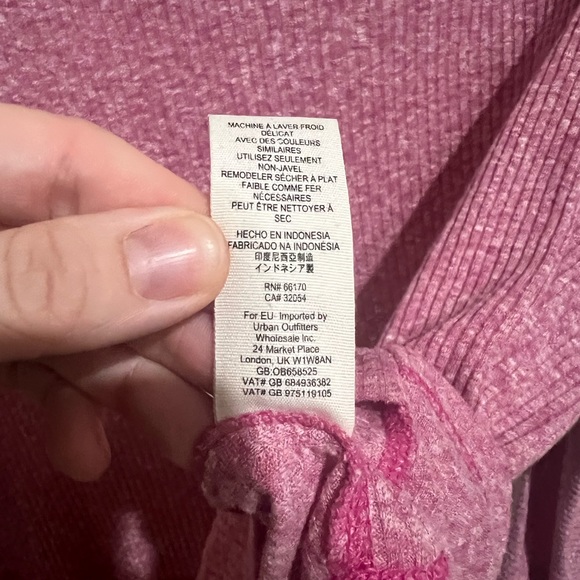 MACHINE A LAVER FROID
DÉLICAT
AVEC DES COULEURS
SIMILAIRES
UTILISEZ SEULEMENT
NON-JAVEL
REMODELER SÉCHER À PLAT
FAIBLE COMME FER
NÉCESSAIRES
PEUT ÊTRE NETTOYER À
SEC
HECHO EN INDONESIA
FABRICADO NA INDONÉSIA
印度尼西亞制造
インドネシア製
RN# 66170
CA# 32054
For EU- Imported by
Urban Outfitters
Wholesale Inc.
24 Market Place
London, UK W1W8AN
GB:OB658525
VAT# GB 684936382
VAT# GB 975119105